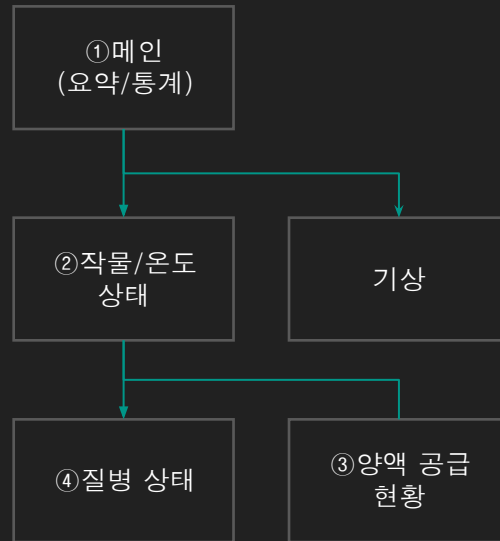 ①메인
(요약/통계)
②작물/온도
상태
기상
④질병 상태
③양액 공급
현황